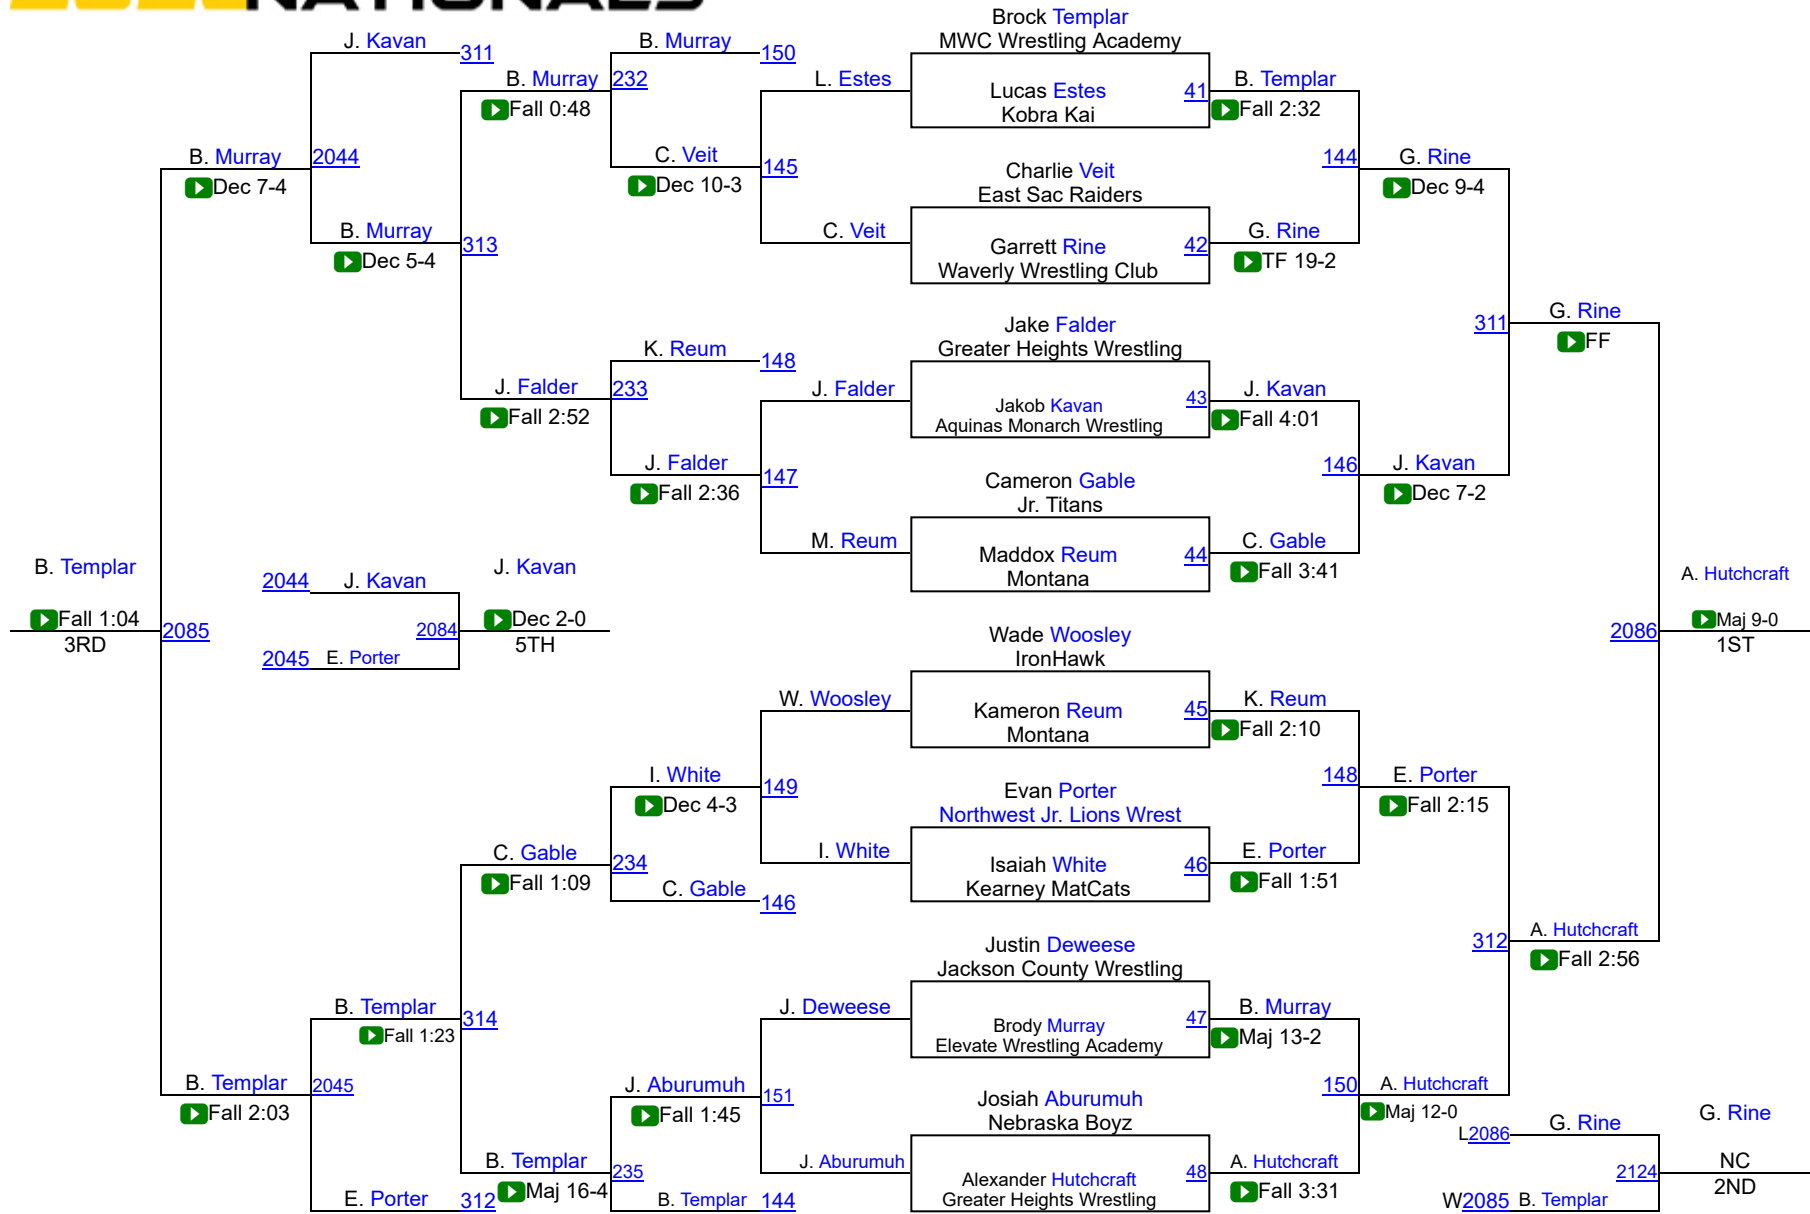 NATIONALS
Brock Templar
MWC Wrestling Academy
Lucas Estes
Kobra Kai
41
Charlie Veit
East Sac Raiders
Garrett Rine
Waverly Wrestling Club
42
Jake Falder
Greater Heights Wrestling
Jakob Kavan
Aquinas Monarch Wrestling
43
Cameron Gable
Jr. Titans
Maddox Reum
Montana
44
Wade Woosley
IronHawk
Kameron Reum
Montana
45
Evan Porter
Northwest Jr. Lions Wrest
Isaiah White
Kearney MatCats
46
Justin Deweese
Jackson County Wrestling
Brody Murray
Elevate Wrestling Academy
47
Josiah Aburumuh
Nebraska Boyz
Alexander Hutchcraft
Greater Heights Wrestling
48
B. Templar
Fall 2:32
144
G. Rine
TF 19-2
J. Kavan
Fall 4:01
146
C. Gable
Fall 3:41
K. Reum
Fall 2:10
148
E. Porter
Fall 1:51
B. Murray
Maj 13-2
150
A. Hutchcraft
Fall 3:31
G. Rine
Dec 9-4
311
J. Kavan
Dec 7-2
E. Porter
Fall 2:15
312
A. Hutchcraft
Maj 12-0
G. Rine
FF
2086
A. Hutchcraft
Fall 2:56
A. Hutchcraft
Maj 9-0
1ST
L2086
G. Rine
2124
W2085 B. Templar
G. Rine
NC
2ND
L. Estes
145
C. Veit
J. Falder
147
M. Reum
W. Woosley
149
I. White
J. Deweese
151
J. Aburumuh
B. Murray
150
232
C. Veit
Dec 10-3
K. Reum
148
233
J. Falder
Fall 2:36
I. White
Dec 4-3
234
C. Gable
146
J. Aburumuh
Fall 1:45
235
B. Templar
144
B. Murray
Fall 0:48
313
J. Falder
Fall 2:52
C. Gable
Fall 1:09
314
B. Templar
Maj 16-4
J. Kavan
311
2044
B. Murray
Dec 5-4
B. Templar
Fall 1:23
2045
E. Porter
312
B. Murray
Dec 7-4
B. Templar
Fall 2:03
2085
B. Templar
Fall 1:04
3RD
2044
J. Kavan
2084
2045
E. Porter
J. Kavan
Dec 2-0
5TH